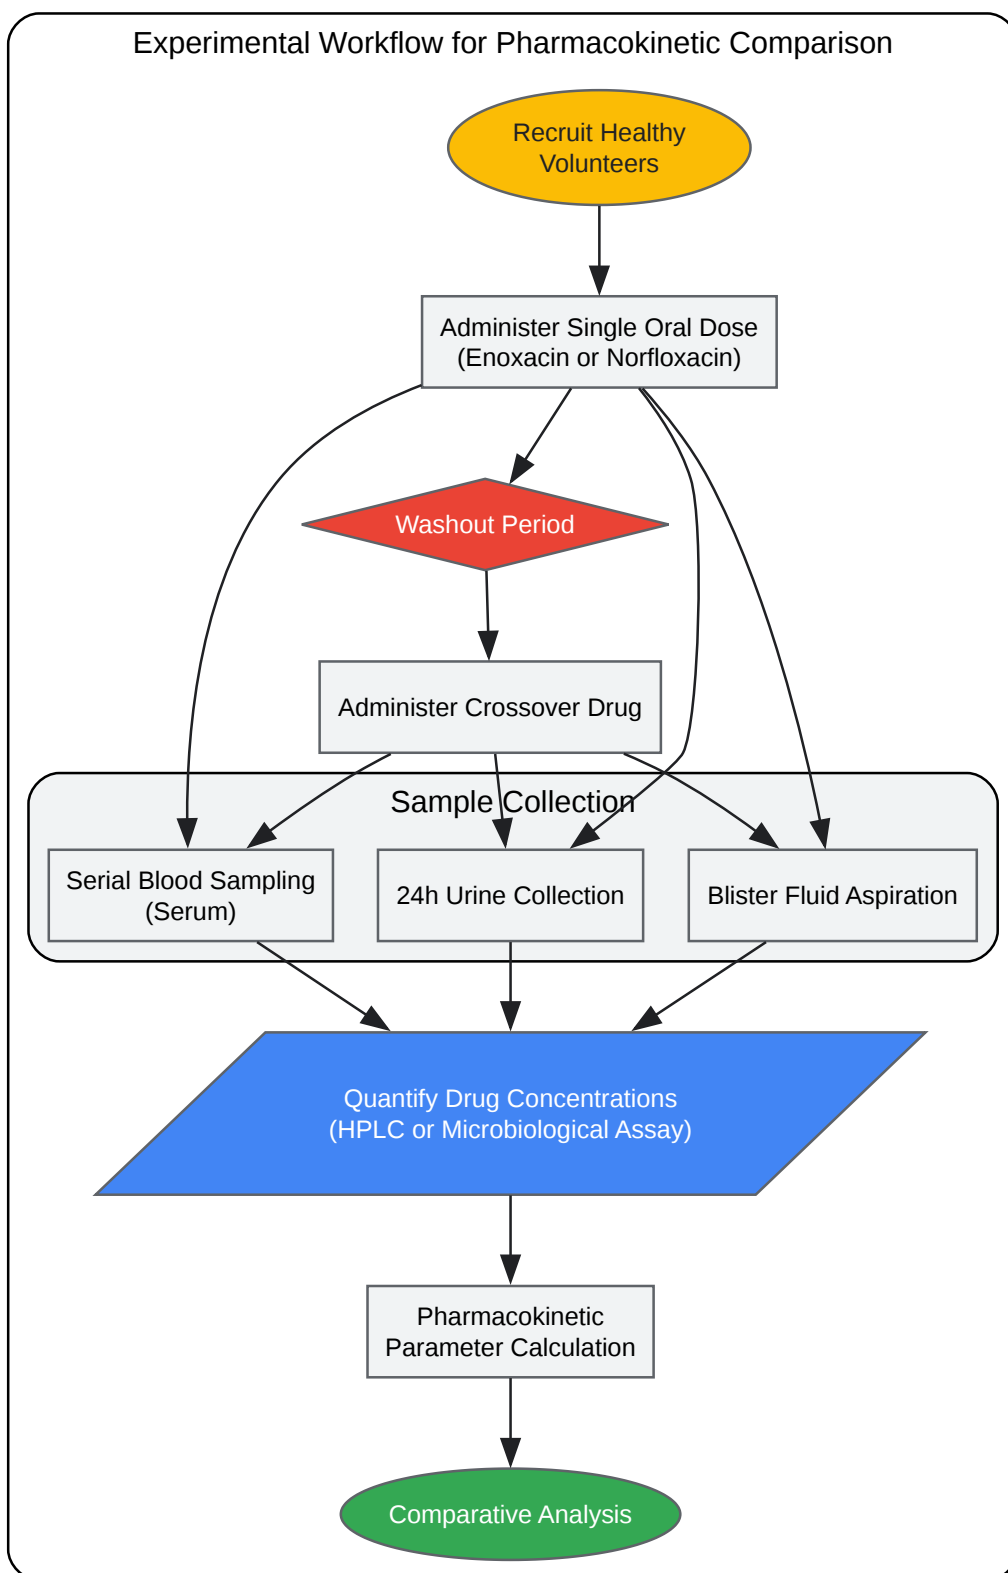 Experimental Workflow for Pharmacokinetic Comparison
Recruit Healthy
Volunteers
Administer Single Oral Dose
(Enoxacin or Norfloxacin)
Washout Period
Administer Crossover Drug
Sample Collection
Serial Blood Sampling
(Serum)
24h Urine Collection
Blister Fluid Aspiration
Quantify Drug Concentrations
(HPLC or Microbiological Assay)
Pharmacokinetic
Parameter Calculation
Comparative Analysis